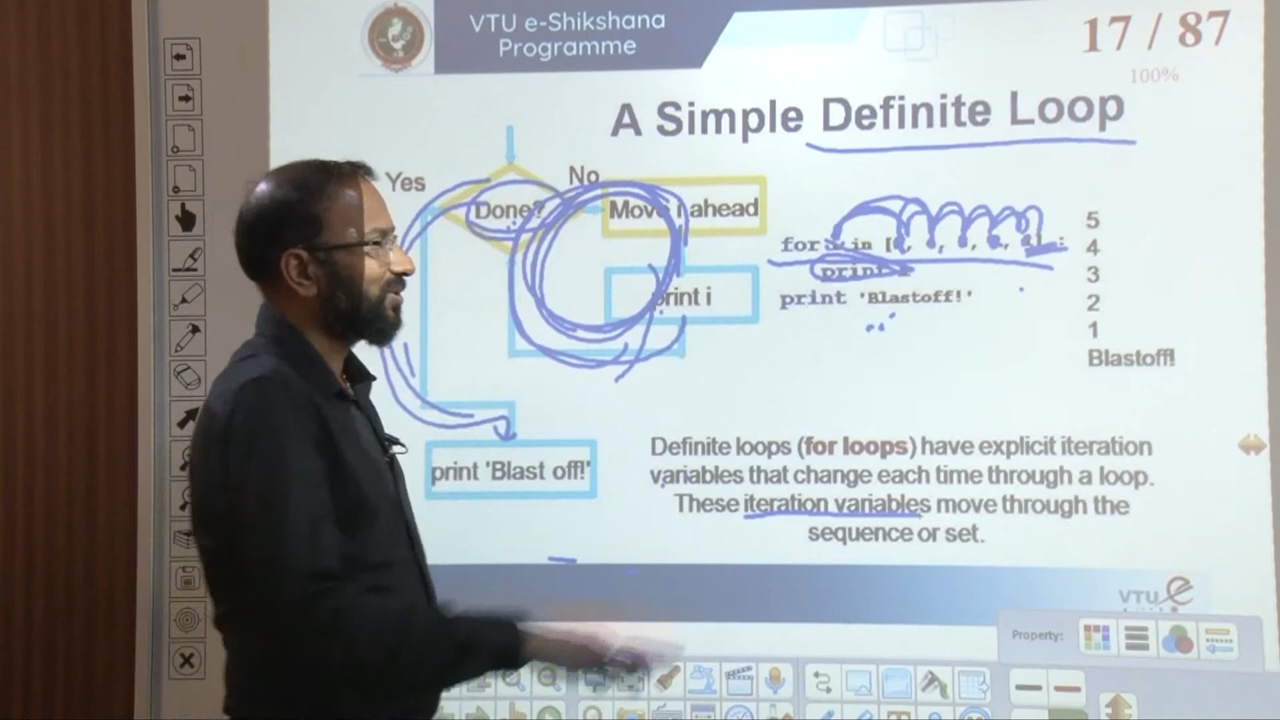 VTU e-Shikshana
Programme
17 / 87
100%
A Simple Definite Loop
Yes
No
Done?
Move i ahead
print i
print 'Blast off!'
for in [
print
print 'Blastoff!'
5
4
3
2
1
Blastoff!
Definite loops (for loops) have explicit iteration
variables that change each time through a loop.
These iteration variables move through the
sequence or set.
VTU e
Property: